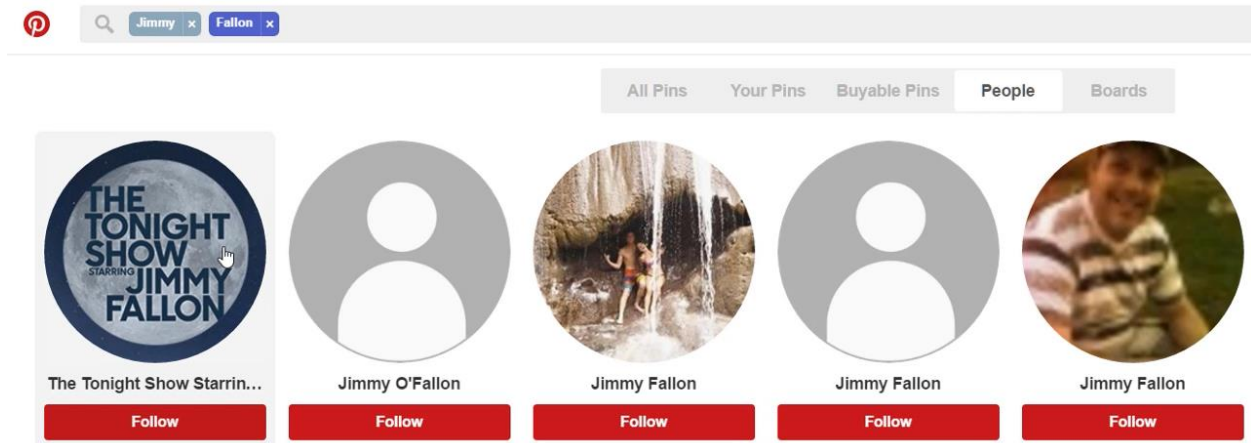 Jimmy x Fallon x
All Pins Your Pins Buyable Pins People Boards
THE
TONIGHT
SHOW
STARRING JIMMY
FALLON
The Tonight Show Starrin... Jimmy O'Fallon Jimmy Fallon Jimmy Fallon Jimmy Fallon
Follow Follow Follow Follow Follow